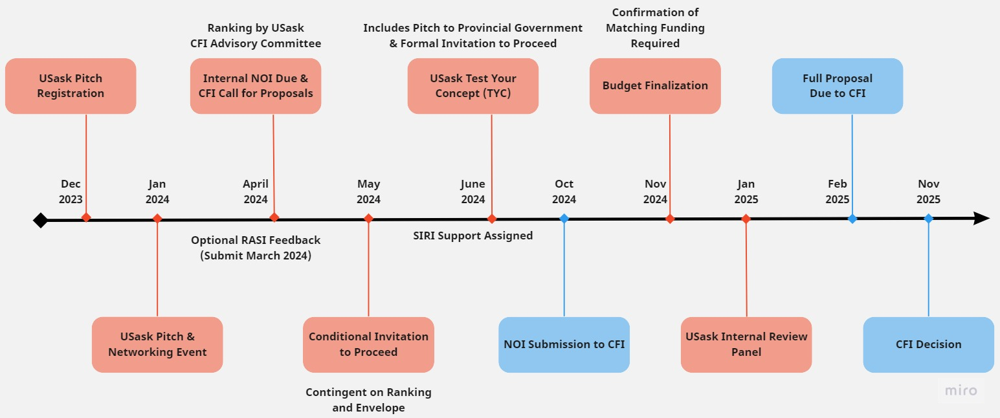 Ranking by USask
CFI Advisory Committee
Includes Pitch to Provincial Government
& Formal Invitation to Proceed
Confirmation of
Matching Funding
Required
USask Pitch
Registration
Internal NOI Due &
CFI Call for Proposals
USask Test Your
Concept (TYC)
Budget Finalization
Full Proposal
Due to CFI
Dec
2023
Jan
2024
April
2024
May
2024
June
2024
Oct
2024
Nov
2024
Jan
2025
Feb
2025
Nov
2025
Optional RASI Feedback
(Submit March 2024)
SIRI Support Assigned
USask Pitch &
Networking Event
Conditional Invitation
to Proceed
NOI Submission to CFI
USask Internal Review
Panel
CFI Decision
Contingent on Ranking
and Envelope
miro